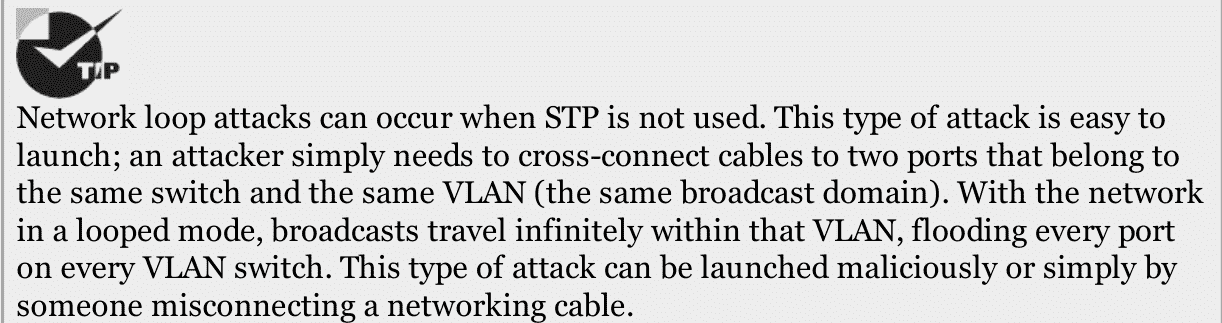 TIP
Network loop attacks can occur when STP is not used. This type of attack is easy to
launch; an attacker simply needs to cross-connect cables to two ports that belong to
the same switch and the same VLAN (the same broadcast domain). With the network
in a looped mode, broadcasts travel infinitely within that VLAN, flooding every port
on every VLAN switch. This type of attack can be launched maliciously or simply by
someone misconnecting a networking cable.